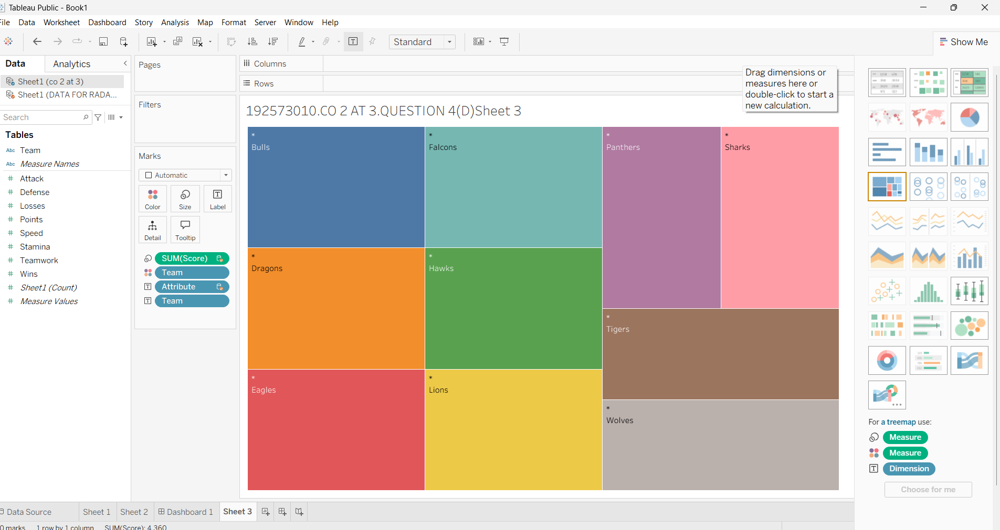 Tableau Public - Book1
File Data Worksheet Dashboard Story Analysis Map Format Server Window Help
Standard
Show Me
Data
Analytics
Sheet1 (co 2 at 3)
Sheet1 (DATA FOR RADA...
Search
Tables
Abc Team
Abc Measure Names
# Attack
# Defense
# Losses
# Points
# Speed
# Stamina
# Teamwork
# Wins
# Sheet1 (Count)
# Measure Values
Pages
Filters
Marks
Automatic
Color Size Label
Detail Tooltip
SUM(Score)
Team
Attribute
Team
Columns
Rows
Drag dimensions or
measures here or
double-click to start a
new calculation.
192573010.CO 2 AT 3.QUESTION 4(D)Sheet 3
*
Bulls
*
Falcons
*
Panthers
*
Sharks
*
Dragons
*
Hawks
*
Tigers
*
Eagles
*
Lions
*
Wolves
For a treemap use:
Measure
Measure
Dimension
Choose for me
Data Source Sheet 1 Sheet 2 Dashboard 1 Sheet 3
0 marks 1 row by 1 column SUM(Score): 4,360